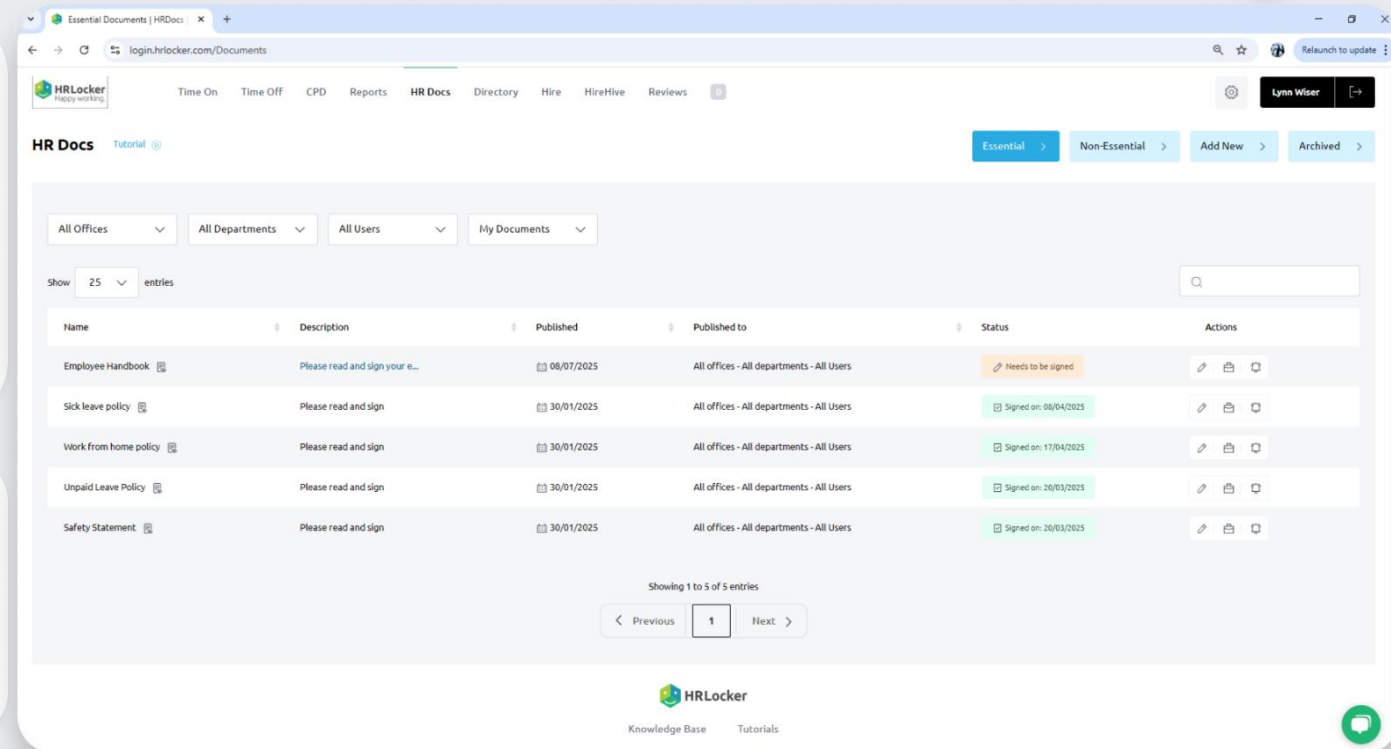 Essential Documents | HRDocs |
login.hrlocker.com/Documents
Relaunch to update
HRLocker
Happy working.
Time On Time Off CPD Reports HR Docs Directory Hire HireHive Reviews 0
Lynn Wiser
HR Docs Tutorial
Essential Non-Essential Add New Archived
All Offices All Departments All Users My Documents
Show 25 entries
Name Description Published Published to Status Actions
Employee Handbook Please read and sign your e... 08/07/2025 All offices - All departments - All Users Needs to be signed
Sick leave policy Please read and sign 30/01/2025 All offices - All departments - All Users Signed on: 08/04/2025
Work from home policy Please read and sign 30/01/2025 All offices - All departments - All Users Signed on: 17/04/2025
Unpaid Leave Policy Please read and sign 30/01/2025 All offices - All departments - All Users Signed on: 20/03/2025
Safety Statement Please read and sign 30/01/2025 All offices - All departments - All Users Signed on: 20/03/2025
Showing 1 to 5 of 5 entries
Previous 1 Next
HRLocker
Knowledge Base Tutorials